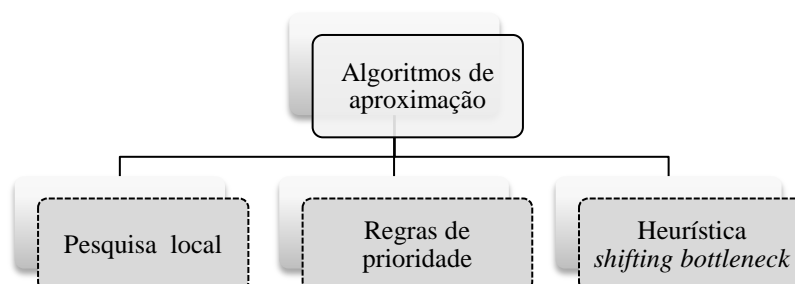 Algoritmos de
aproximação
Pesquisa local
Regras de
prioridade
Heurística
shifting bottleneck